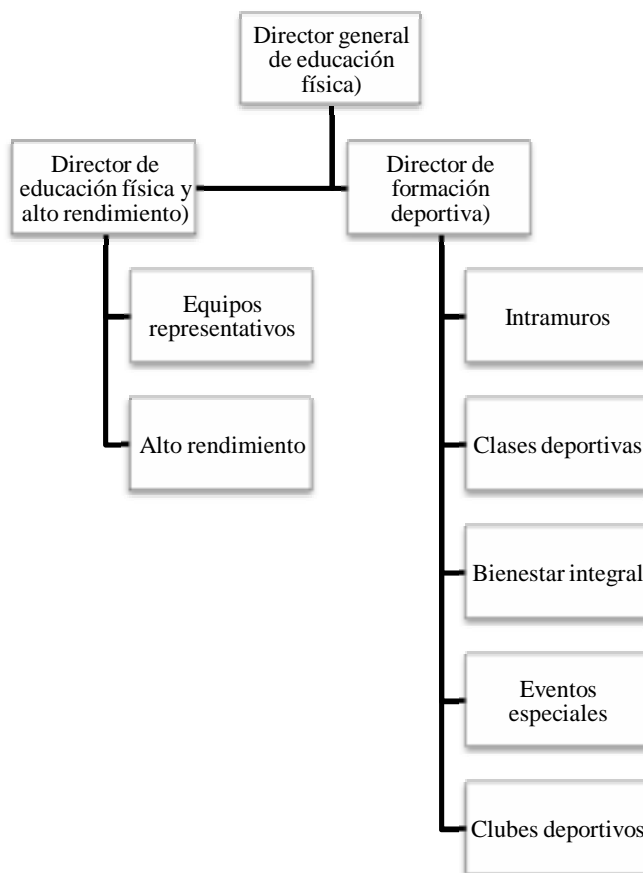 Director general
de educación
física)
Director de
educación física y
alto rendimiento)
Director de
formación
deportiva)
Equipos
representativos
Alto rendimiento
Intramuros
Clases deportivas
Bienestar integral
Eventos
especiales
Clubes deportivos